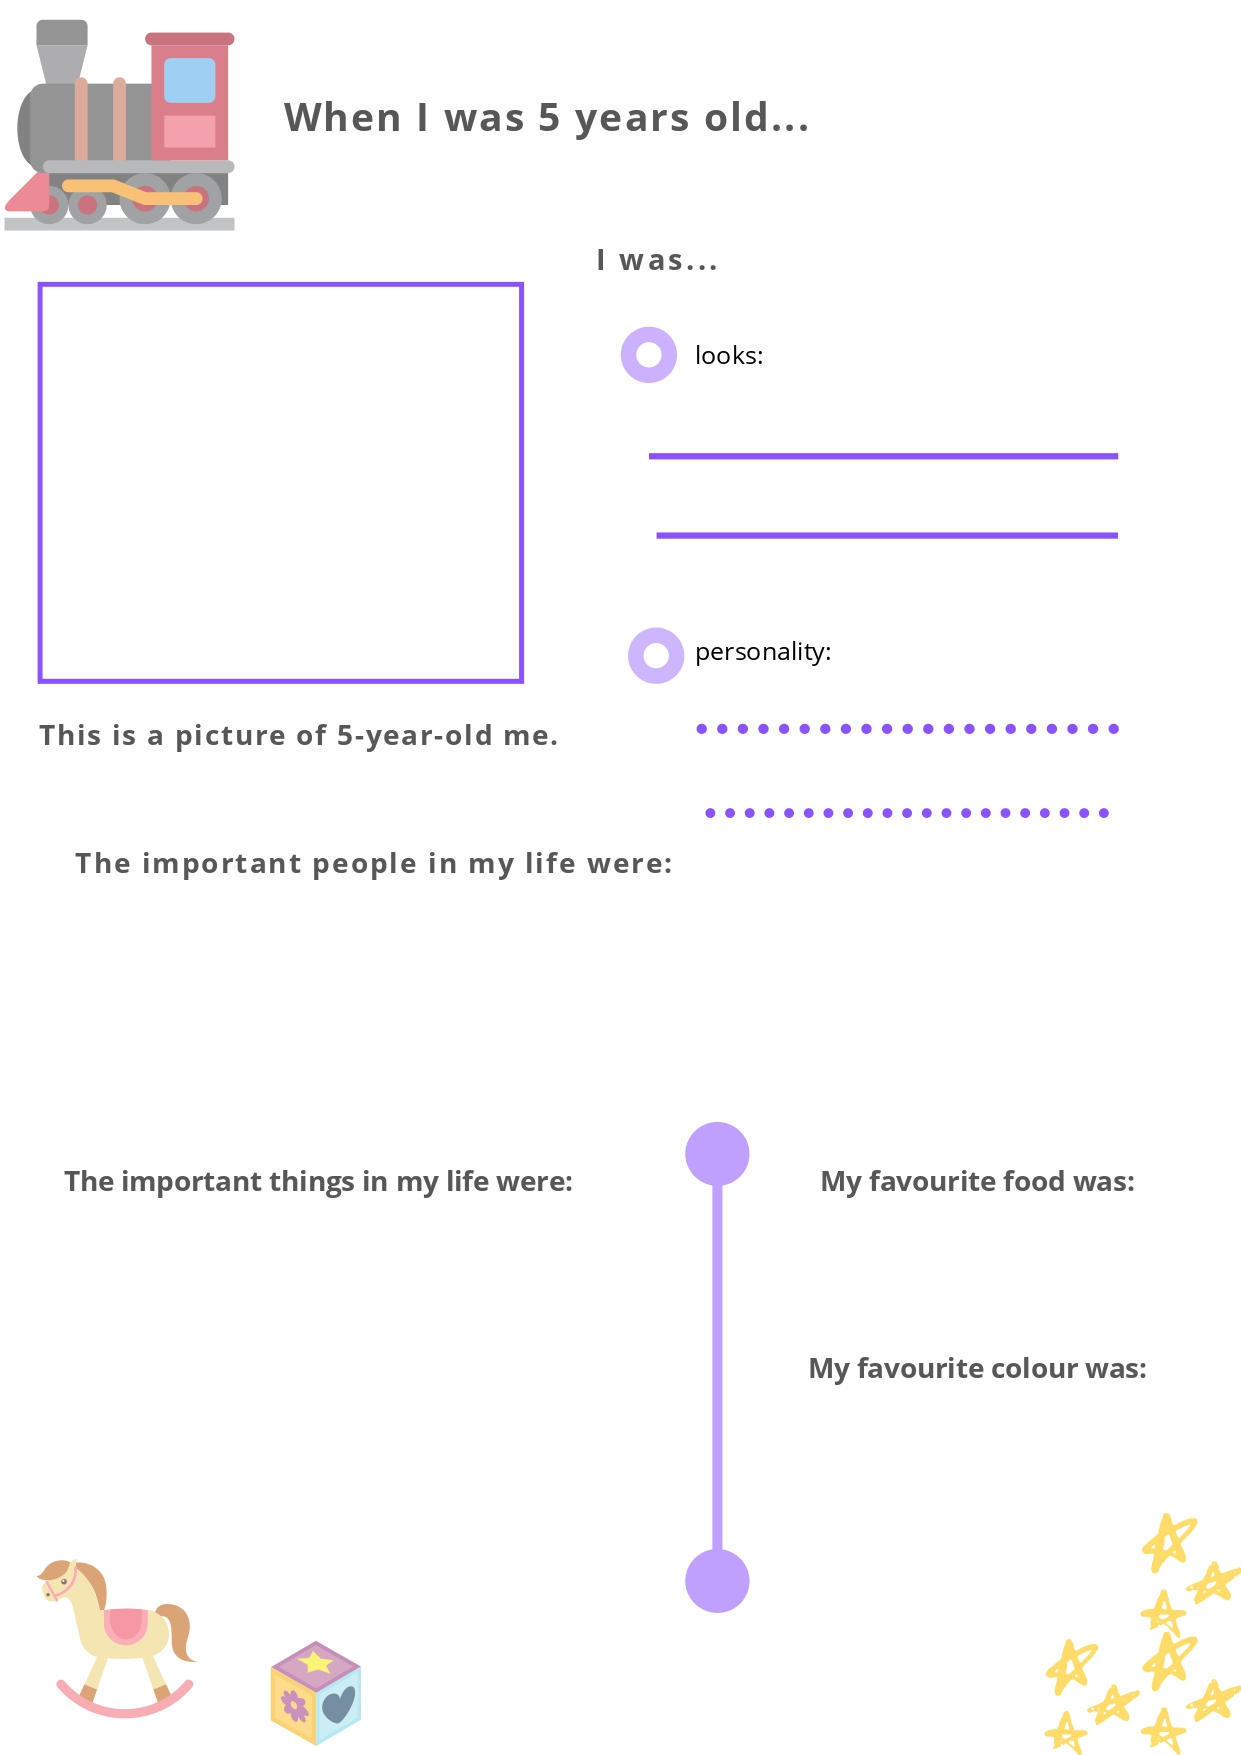 When I was 5 years old...
I was...
looks:
personality:
This is a picture of 5-year-old me.
The important people in my life were:
The important things in my life were:
My favourite food was:
My favourite colour was: